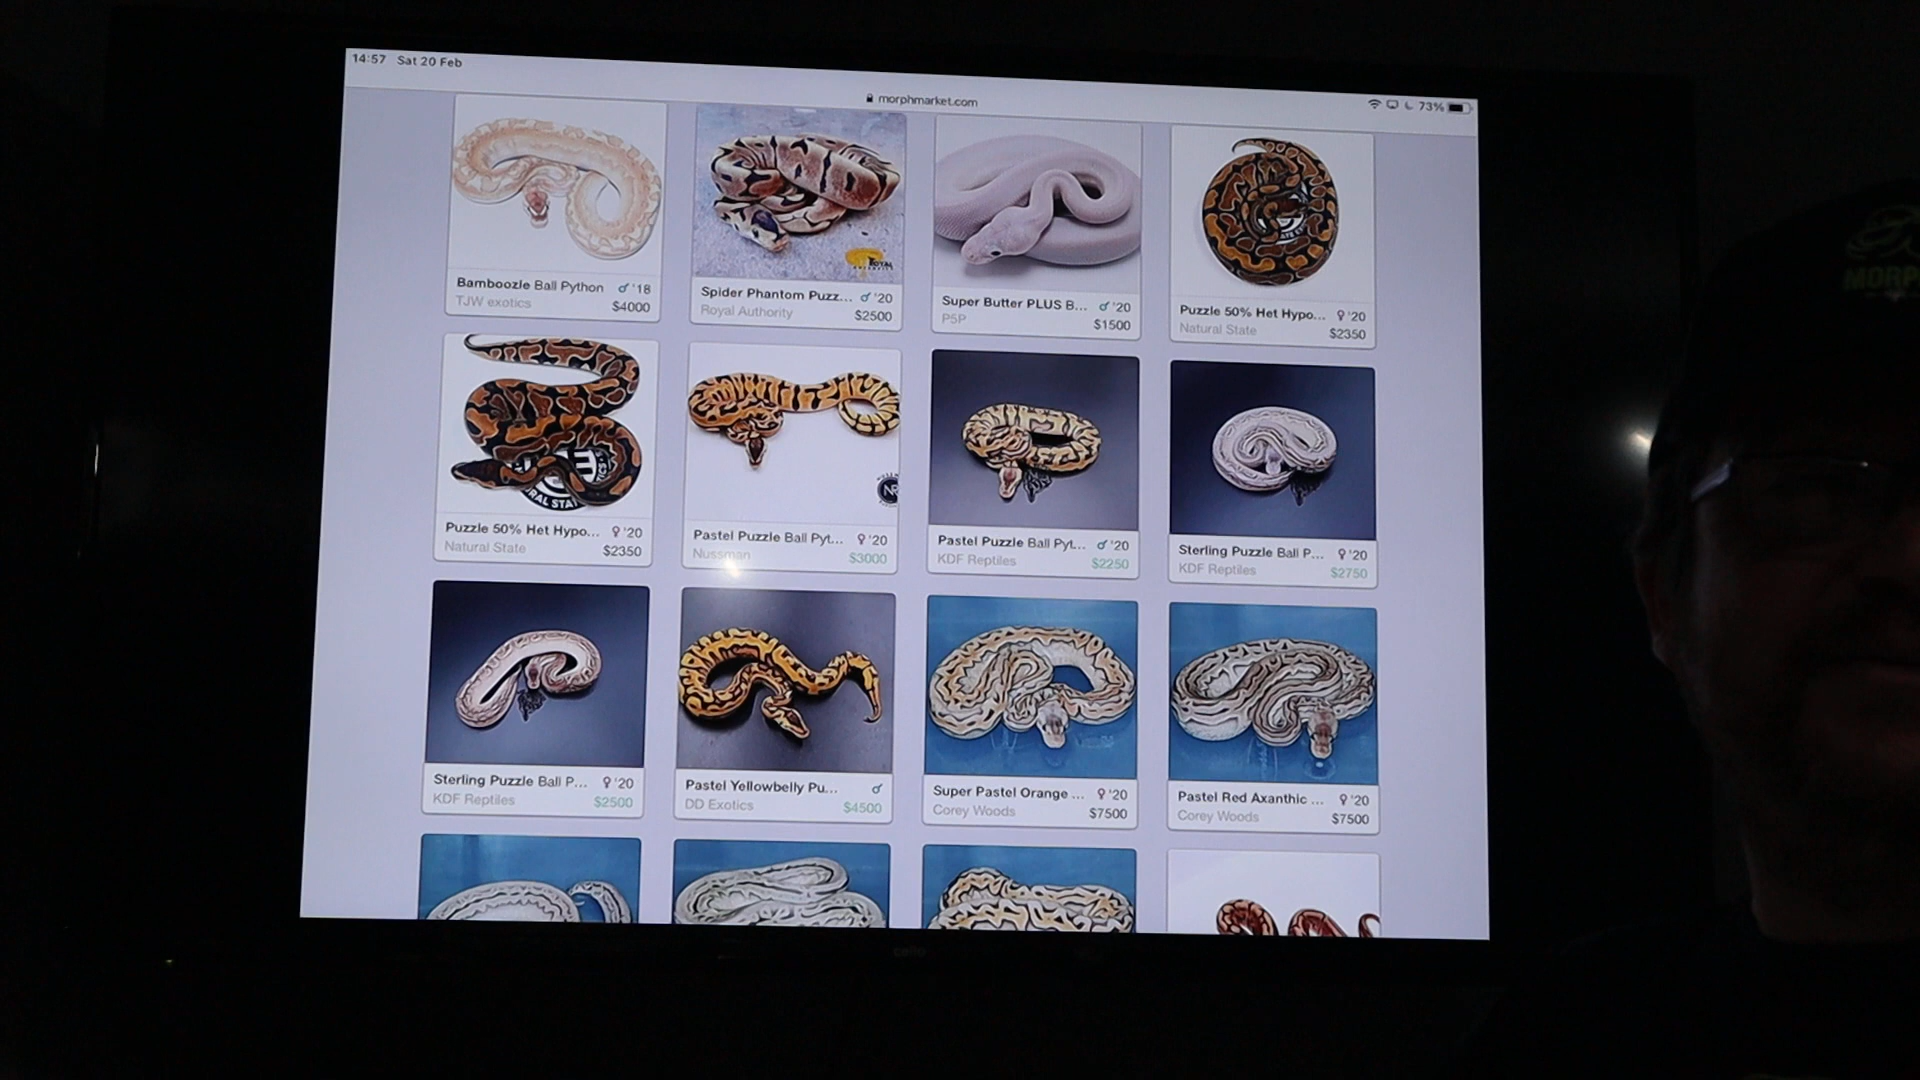 14:57 Sat 20 Feb
morphmarket.com
73%
Bamboozle Ball Python ♂ '18
TJW exotics $4000
Spider Phantom Puzz... ♂ '20
Royal Authority $2500
Super Butter PLUS B... ♂ '20
P5P $1500
Puzzle 50% Het Hypo... ♀ '20
Natural State $2350
Puzzle 50% Het Hypo... ♀ '20
Natural State $2350
Pastel Puzzle Ball Pyt... ♀ '20
Nussman $3000
Pastel Puzzle Ball Pyt... ♂ '20
KDF Reptiles $2250
Sterling Puzzle Ball P... ♀ '20
KDF Reptiles $2750
Sterling Puzzle Ball P... ♀ '20
KDF Reptiles $2500
Pastel Yellowbelly Pu... ♂
DD Exotics $4500
Super Pastel Orange ... ♀ '20
Corey Woods $7500
Pastel Red Axanthic ... ♀ '20
Corey Woods $7500
MORP